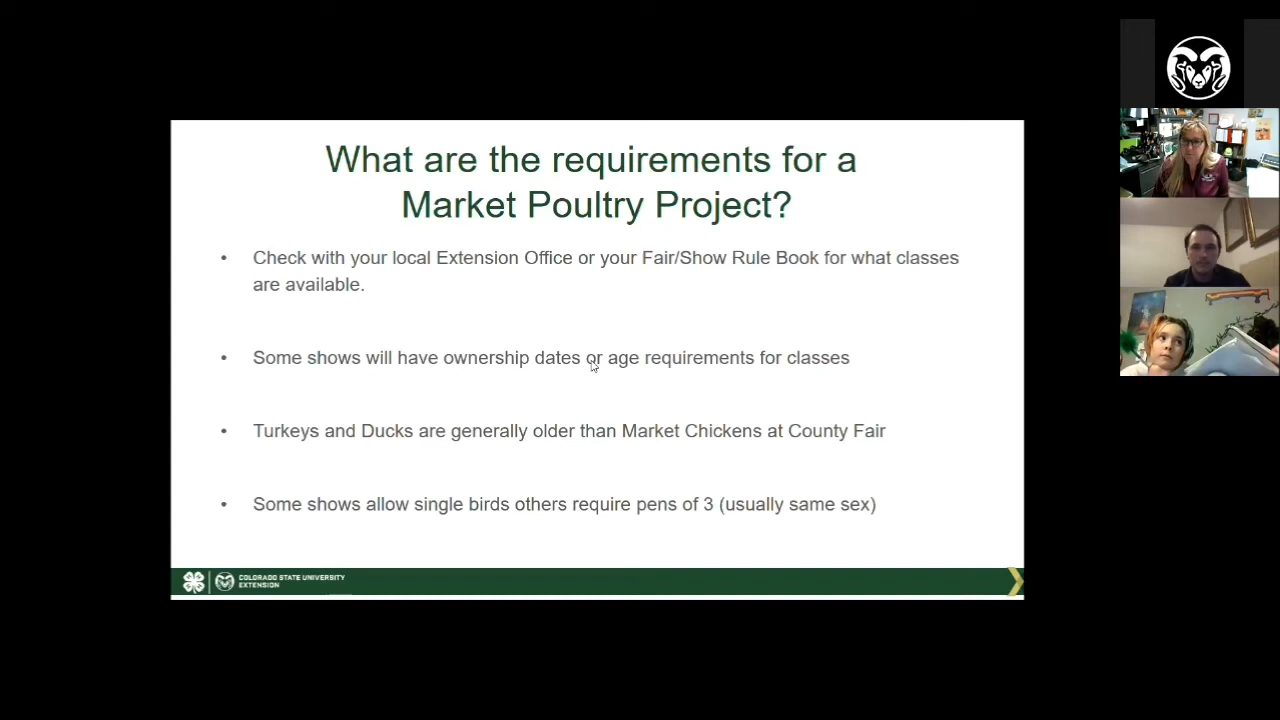 What are the requirements for a
Market Poultry Project?
• Check with your local Extension Office or your Fair/Show Rule Book for what classes
are available.
• Some shows will have ownership dates or age requirements for classes
• Turkeys and Ducks are generally older than Market Chickens at County Fair
• Some shows allow single birds others require pens of 3 (usually same sex)
COLORADO STATE UNIVERSITY
EXTENSION